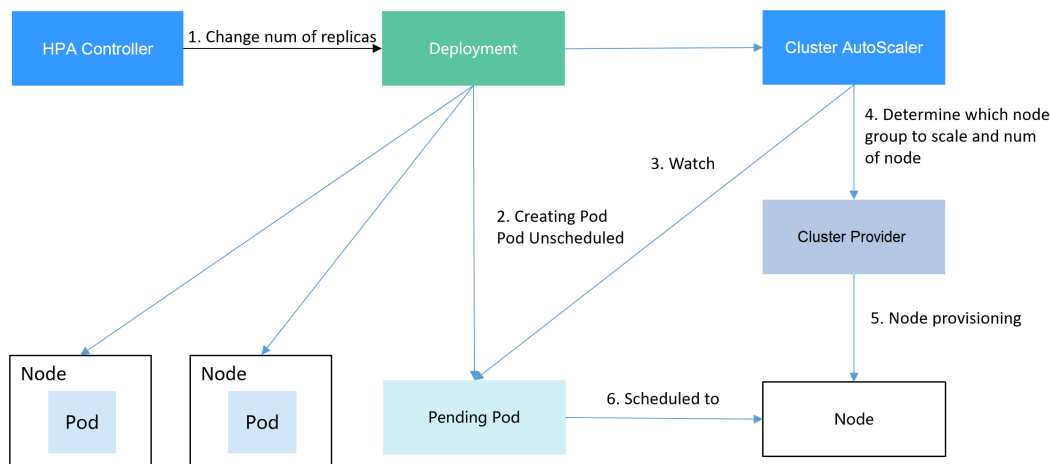 HPA Controller
1. Change num of replicas
Deployment
Cluster AutoScaler
4. Determine which node
group to scale and num
of node
3. Watch
2. Creating Pod
Pod Unscheduled
Cluster Provider
5. Node provisioning
Node
Pod
Node
Pod
Pending Pod
6. Scheduled to
Node